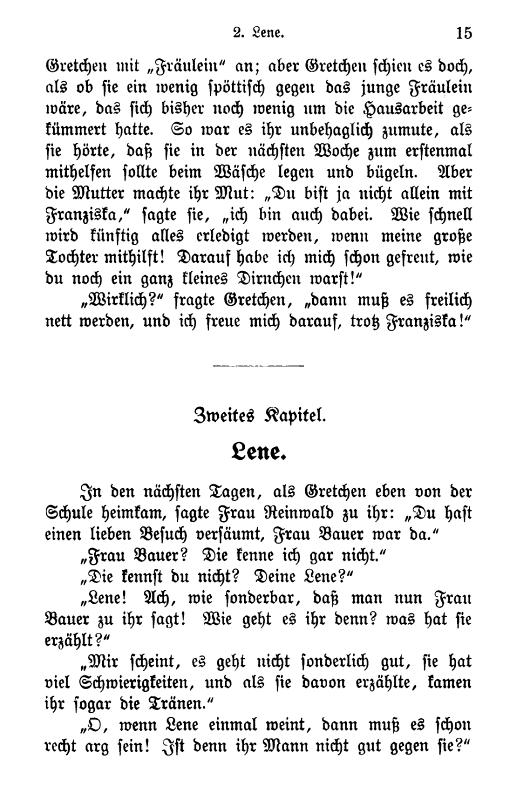 2. Lene. 15
Gretchen mit „Fräulein“ an; aber Gretchen schien es doch,
als ob sie ein wenig spöttisch gegen das junge Fräulein
wäre, das sich bisher noch wenig um die Hausarbeit ge-
kümmert hatte. So war es ihr unbehaglich zumute, als
sie hörte, daß sie in der nächsten Woche zum erstenmal
mithelfen sollte beim Wäsche legen und bügeln. Aber
die Mutter machte ihr Mut: „Du bist ja nicht allein mit
Franziska,“ sagte sie, „ich bin auch dabei. Wie schnell
wird künftig alles erledigt werden, wenn meine große
Tochter mithilft! Darauf habe ich mich schon gefreut, wie
du noch ein ganz kleines Dirnchen warst!“
„Wirklich?“ fragte Gretchen, „dann muß es freilich
nett werden, und ich freue mich darauf, trotz Franziska!“
Zweites Kapitel.
Lene.
In den nächsten Tagen, als Gretchen eben von der
Schule heimkam, sagte Frau Reinwald zu ihr: „Du hast
einen lieben Besuch versäumt, Frau Bauer war da.“
„Frau Bauer? Die kenne ich gar nicht.“
„Die kennst du nicht? Deine Lene?“
„Lene! Ach, wie sonderbar, daß man nun Frau
Bauer zu ihr sagt! Wie geht es ihr denn? was hat sie
erzählt?“
„Mir scheint, es geht nicht sonderlich gut, sie hat
viel Schwierigkeiten, und als sie davon erzählte, kamen
ihr sogar die Tränen.“
„O, wenn Lene einmal weint, dann muß es schon
recht arg sein! Ist denn ihr Mann nicht gut gegen sie?“